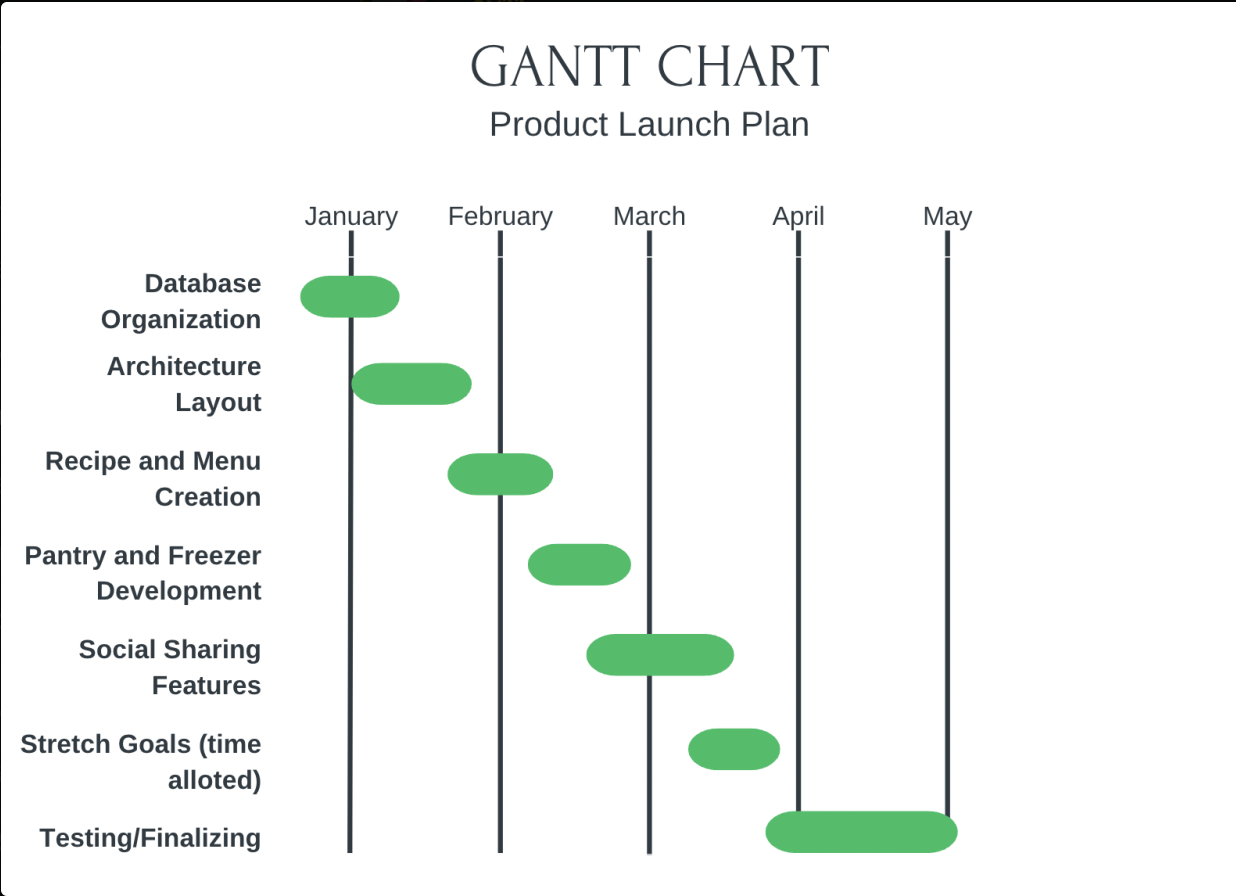 GANTT CHART
Product Launch Plan
January February March April May
Database
Organization
Architecture
Layout
Recipe and Menu
Creation
Pantry and Freezer
Development
Social Sharing
Features
Stretch Goals (time
alloted)
Testing/Finalizing